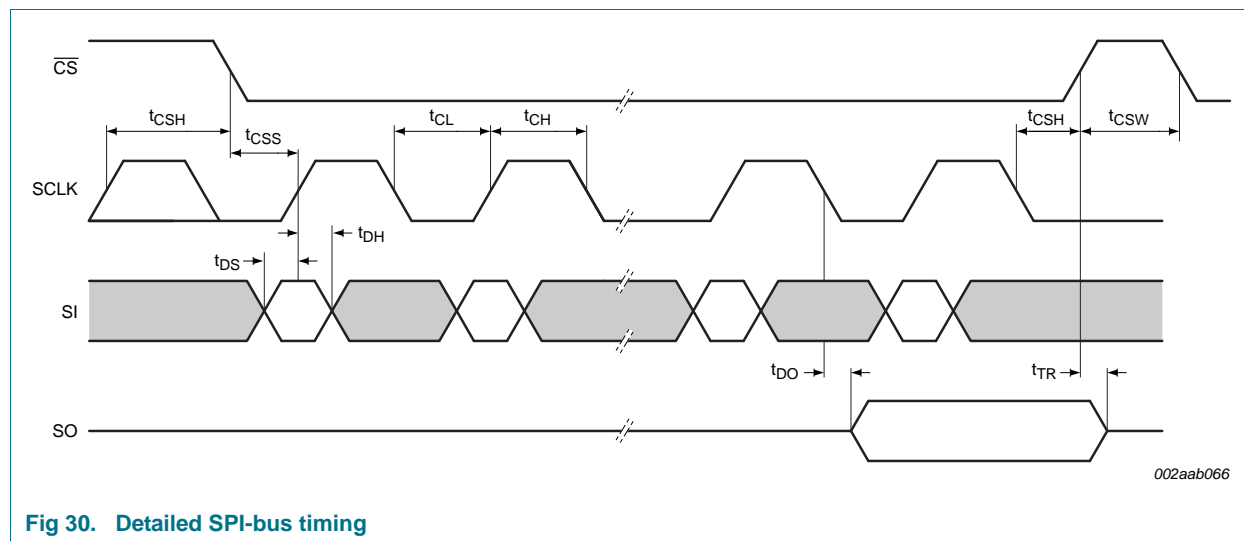 CS
tCSH
tCSS
tCL
tCH
tCSH
tCSW
SCLK
tDH
tDS
SI
tDO
tTR
SO
002aab066
Fig 30. Detailed SPI-bus timing